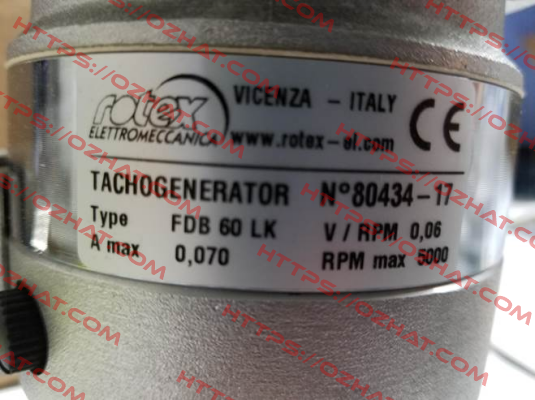 rotex
ELETTROMECCANICA
VICENZA - ITALY
www.rotex-el.com
CE
TACHOGENERATOR N°80434-17
Type FDB 60 LK V / RPM 0,06
A max 0,070 RPM max 5000
HTTPS://OZHAT.COM